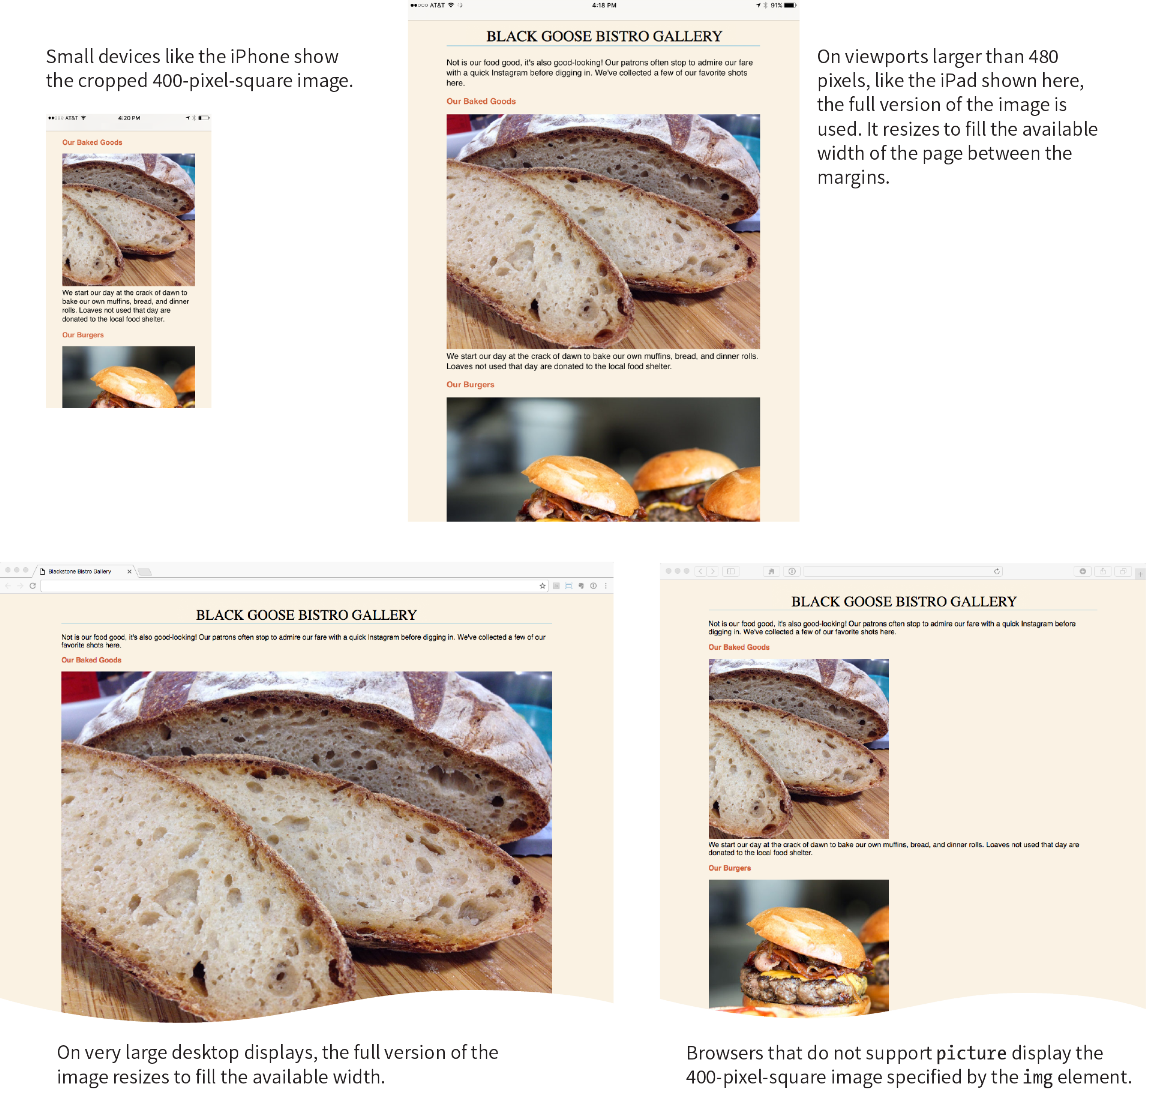 Small devices like the iPhone show
the cropped 400-pixel-square image.
AT&T
4:20 PM
Our Baked Goods
We start our day at the crack of dawn to
bake our own muffins, bread, and dinner
rolls. Loaves not used that day are
donated to the local food shelter.
Our Burgers
AT&T
4:18 PM
91%
BLACK GOOSE BISTRO GALLERY
Not is our food good, it's also good-looking! Our patrons often stop to admire our fare
with a quick Instagram before digging in. We've collected a few of our favorite shots
here.
Our Baked Goods
We start our day at the crack of dawn to bake our own muffins, bread, and dinner rolls.
Loaves not used that day are donated to the local food shelter.
Our Burgers
On viewports larger than 480
pixels, like the iPad shown here,
the full version of the image is
used. It resizes to fill the available
width of the page between the
margins.
Blackstone Bistro Gallery
BLACK GOOSE BISTRO GALLERY
Not is our food good, it's also good-looking! Our patrons often stop to admire our fare with a quick Instagram before digging in. We've collected a few of our
favorite shots here.
Our Baked Goods
On very large desktop displays, the full version of the
image resizes to fill the available width.
BLACK GOOSE BISTRO GALLERY
Not is our food good, it's also good-looking! Our patrons often stop to admire our fare with a quick Instagram before
digging in. We've collected a few of our favorite shots here.
Our Baked Goods
We start our day at the crack of dawn to bake our own muffins, bread, and dinner rolls. Loaves not used that day are
donated to the local food shelter.
Our Burgers
Browsers that do not support picture display the
400-pixel-square image specified by the img element.